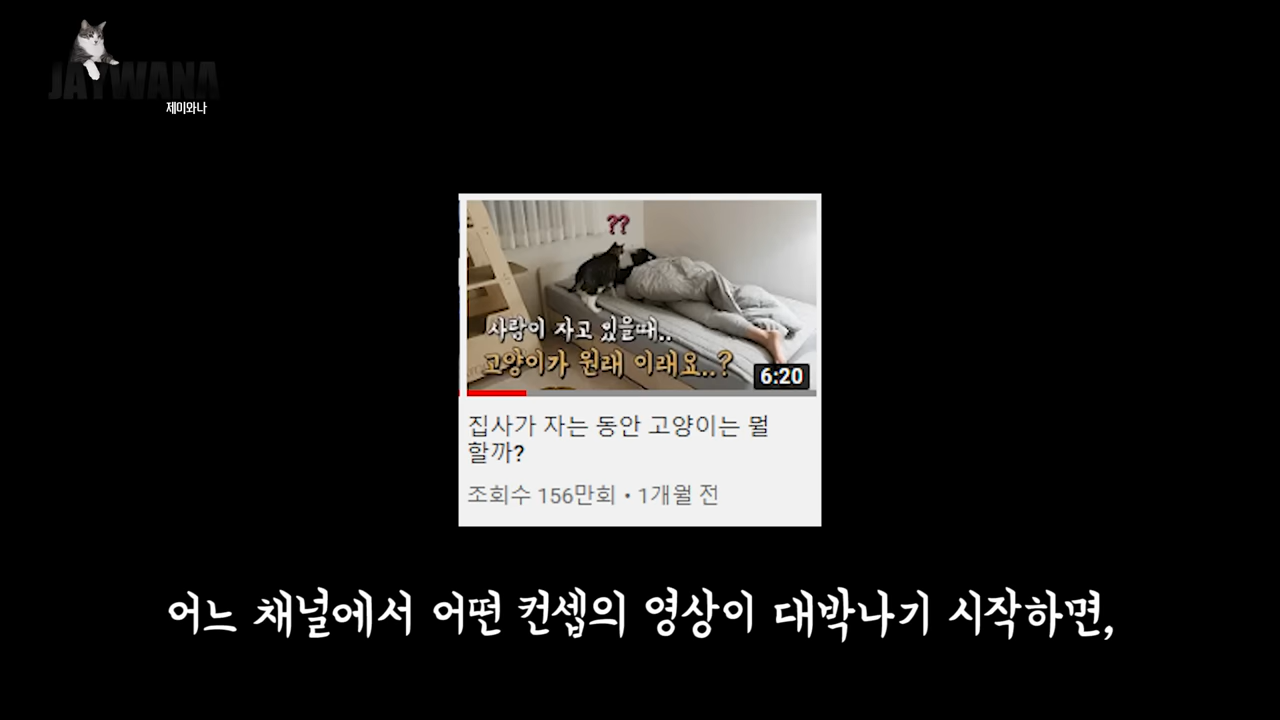 JAYWANA
제이와나
??
사람이 자고 있을때..
고양이가 원래 이래요..?
6:20
집사가 자는 동안 고양이는 뭘
할까?
조회수 156만회 • 1개월 전
어느 채널에서 어떤 컨셉의 영상이 대박나기 시작하면,